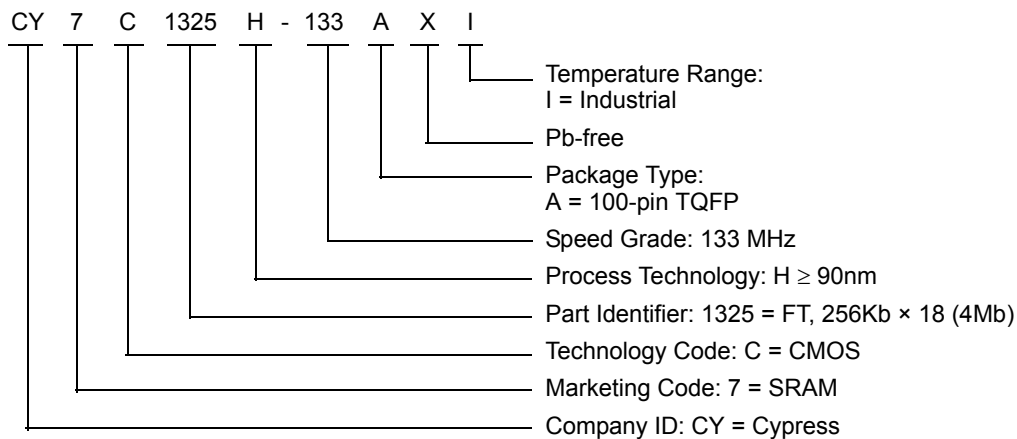 CY 7 C 1325 H - 133 A X I
Temperature Range:
I = Industrial
Pb-free
Package Type:
A = 100-pin TQFP
Speed Grade: 133 MHz
Process Technology: H ≥ 90nm
Part Identifier: 1325 = FT, 256Kb × 18 (4Mb)
Technology Code: C = CMOS
Marketing Code: 7 = SRAM
Company ID: CY = Cypress